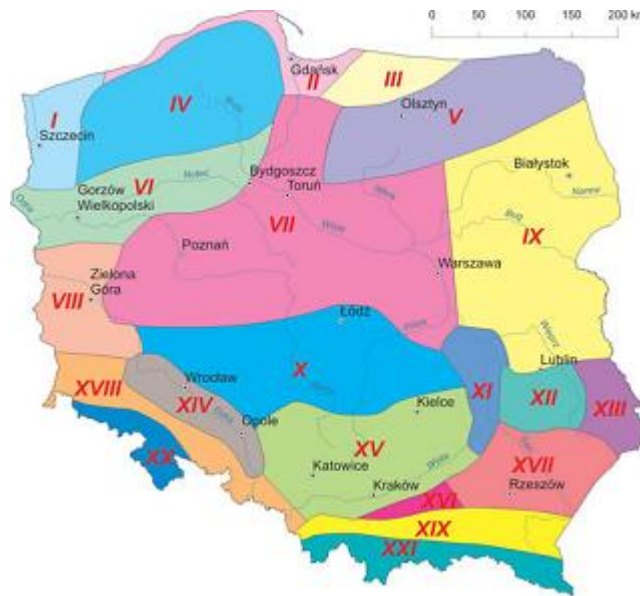 0 50 100 150 200 km
Gdańsk
II
III
I
IV
Olsztyn
V
Szczecin
Białystok
VI
Bydgoszcz
Noteć
Narew
Toruń
Odra
Gorzów
Wielkopolski
VII
Bug
IX
Poznań
Warszawa
VIII
Zielona
Góra
Łódź
Wieprz
Lublin
X
XI
XVIII
Wrocław
XII
XIII
XIV
Kielce
Opole
XV
XVII
Katowice
Wisła
XX
Kraków
XVI
Rzeszów
XIX
XXI